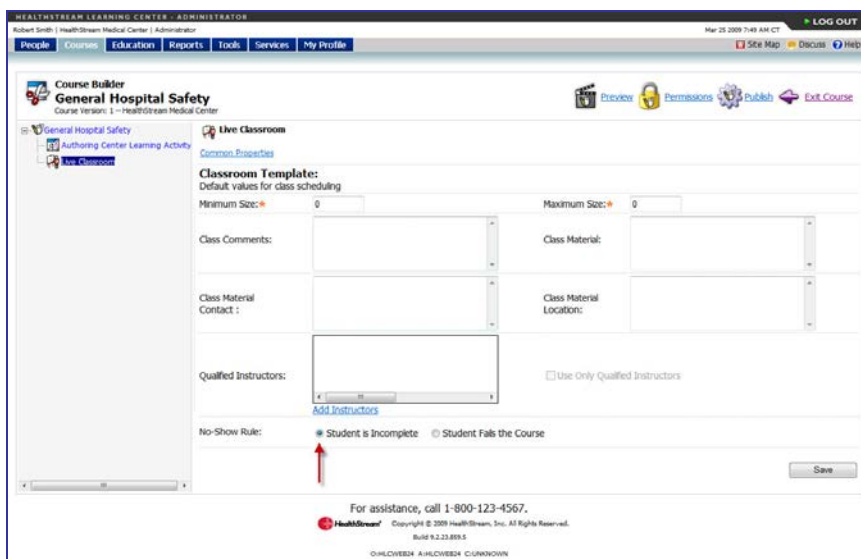 HEALTHSTREAM LEARNING CENTER - ADMINISTRATOR
LOG OUT
Robert Smith | HealthStream Medical Center | Administrator
Mar 25 2009 7:49 AM CT
People Courses Education Reports Tools Services My Profile
Site Map Discuss Help
Course Builder
General Hospital Safety
Course Version: 1 -- HealthStream Medical Center
Preview Permissions Publish Exit Course
General Hospital Safety
Authoring Center Learning Activity
Live Classroom
Live Classroom
Common Properties
Classroom Template:
Default values for class scheduling
Minimum Size:* 0 Maximum Size:* 0
Class Comments: Class Material:
Class Material Contact : Class Material Location:
Qualified Instructors: Use Only Qualified Instructors
Add Instructors
No-Show Rule: Student is Incomplete Student Fails the Course
Save
For assistance, call 1-800-123-4567.
HealthStream Copyright © 2009 HealthStream, Inc. All Rights Reserved.
Build 9.2.23.859.5
O:HLCWEB24 A:HLCWEB24 C:UNKNOWN